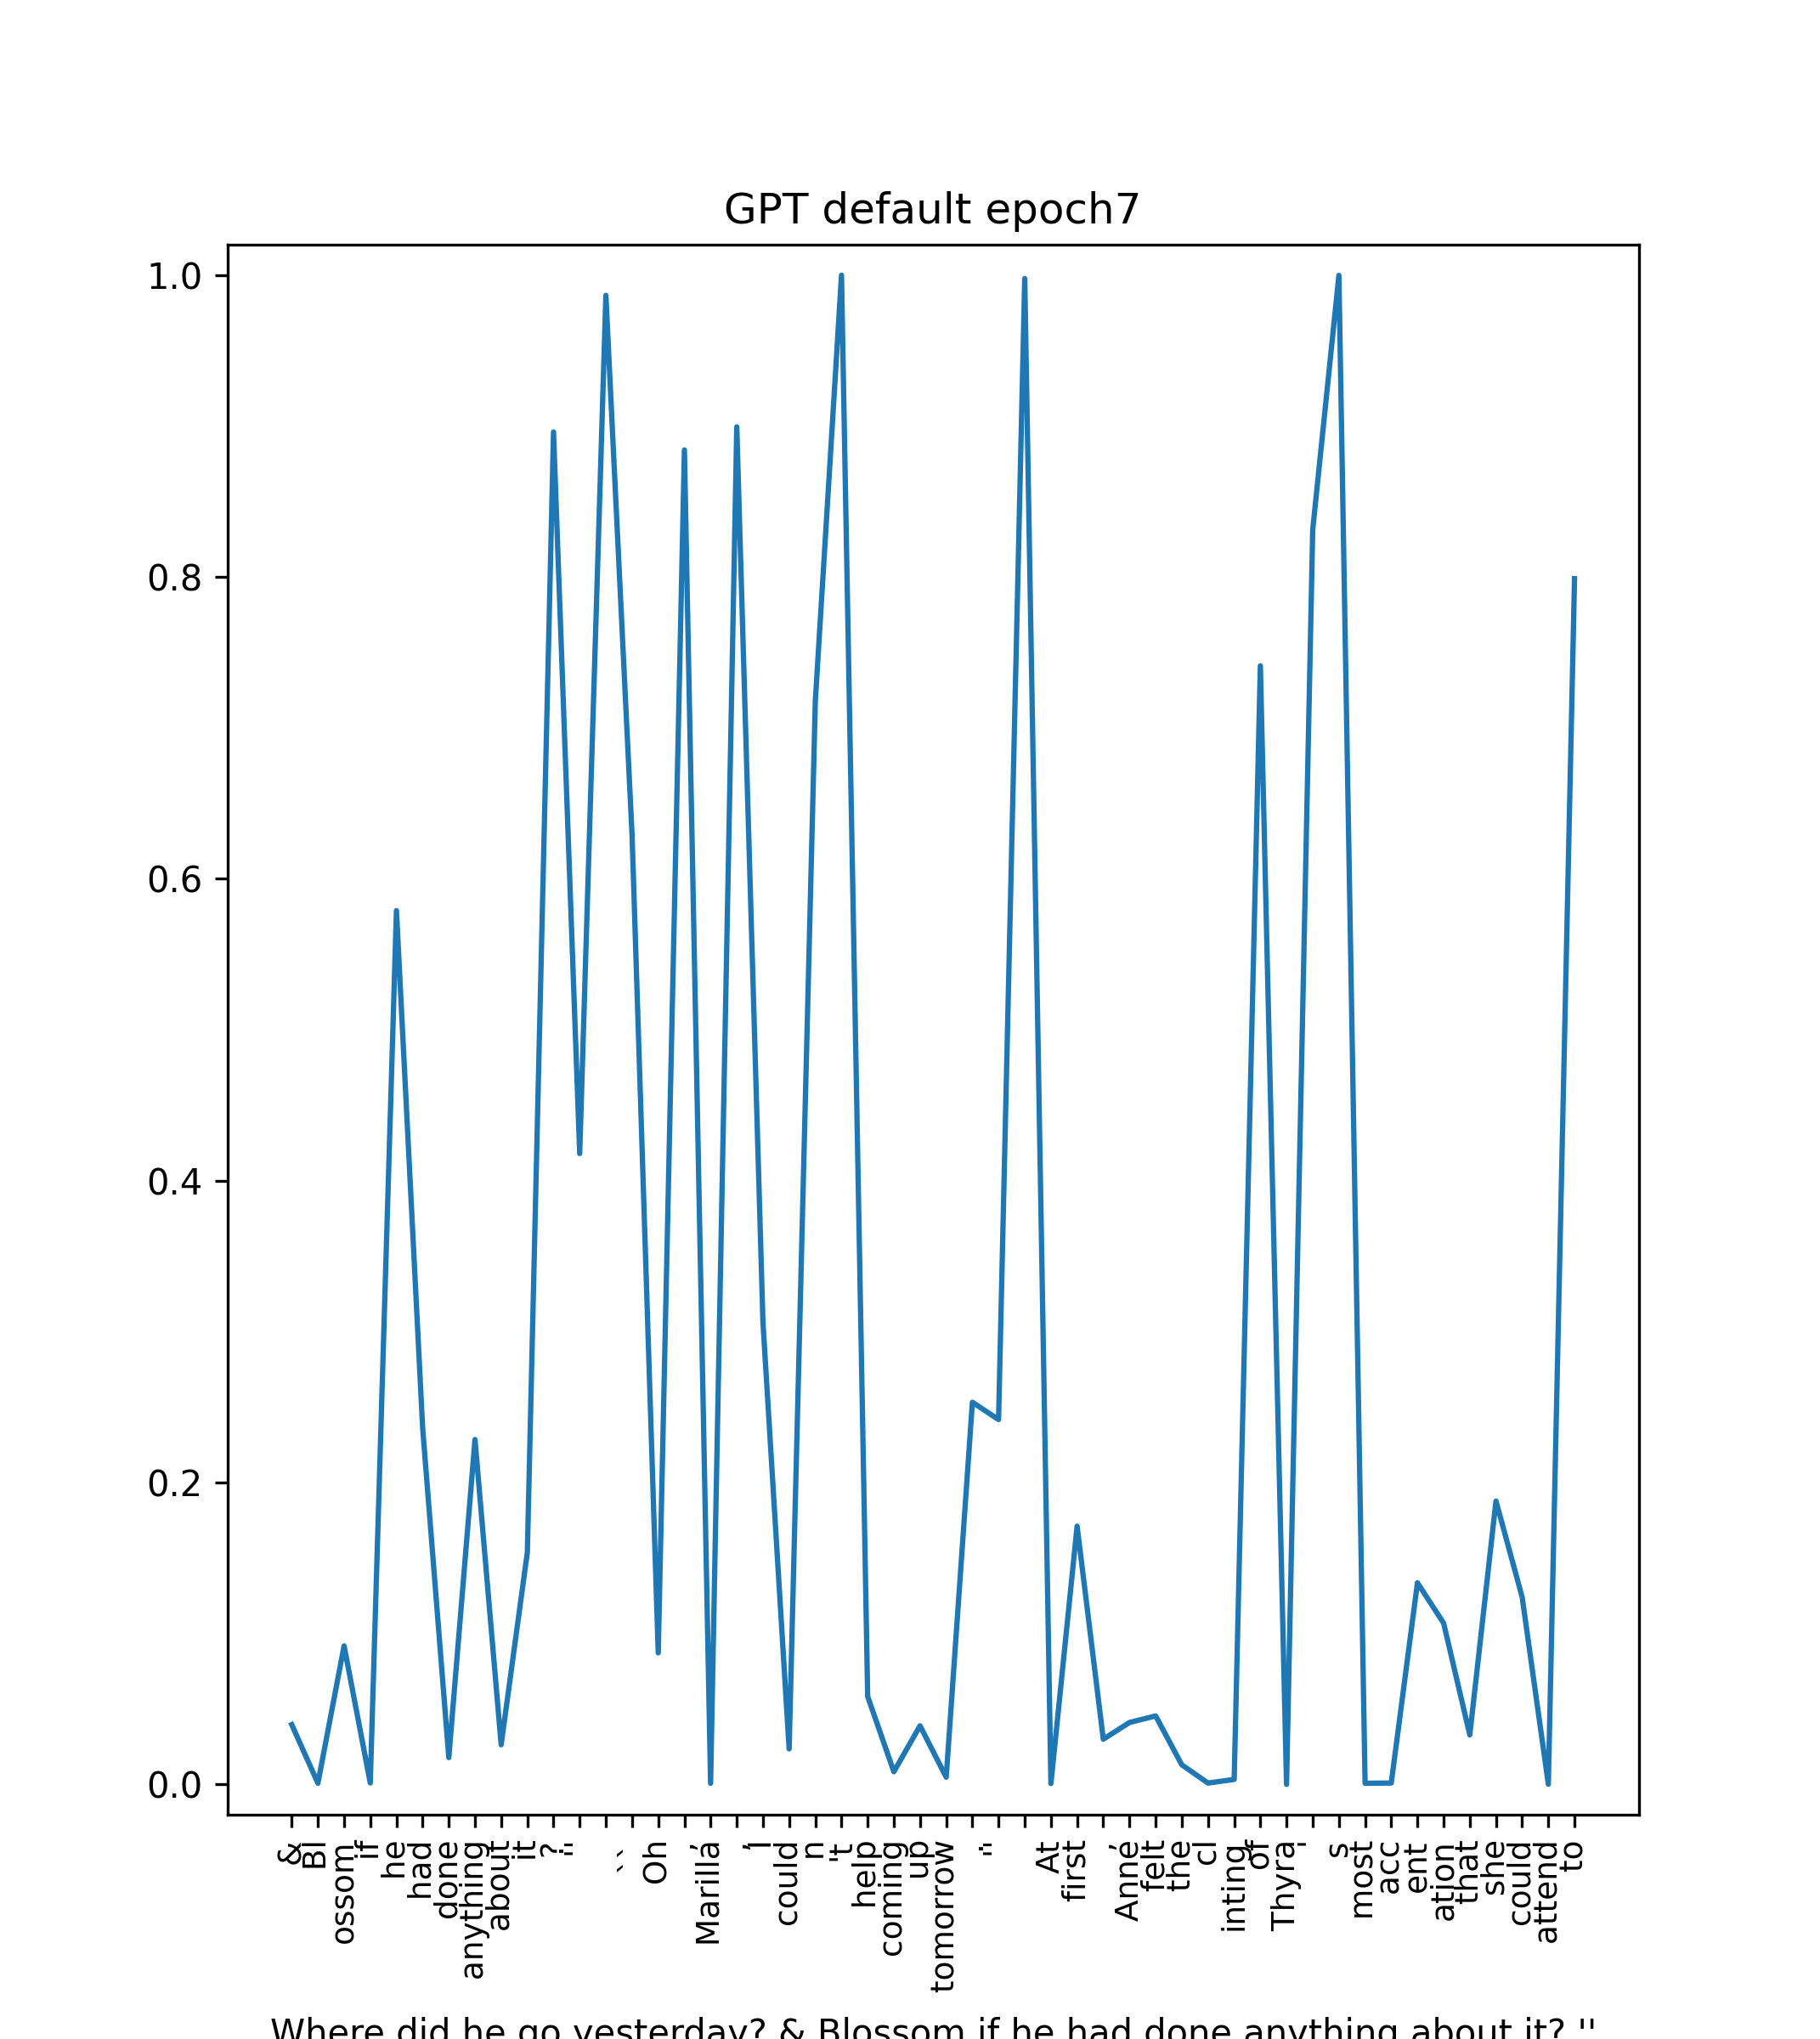 GPT default epoch7
1.0
0.8
0.6
0.4
0.2
0.0
&
Bl
ossom
if
he
had
done
anything
about
it
?
"
``
Oh
,
Marilla
,
I
could
n
't
help
coming
up
tomorrow
.
"
At
first
,
Anne
felt
the
cl
inting
of
Thyra
'
s
most
acc
ent
ation
that
she
could
attend
to
Where did he go yesterday? & Blossom if he had done anything about it? ''